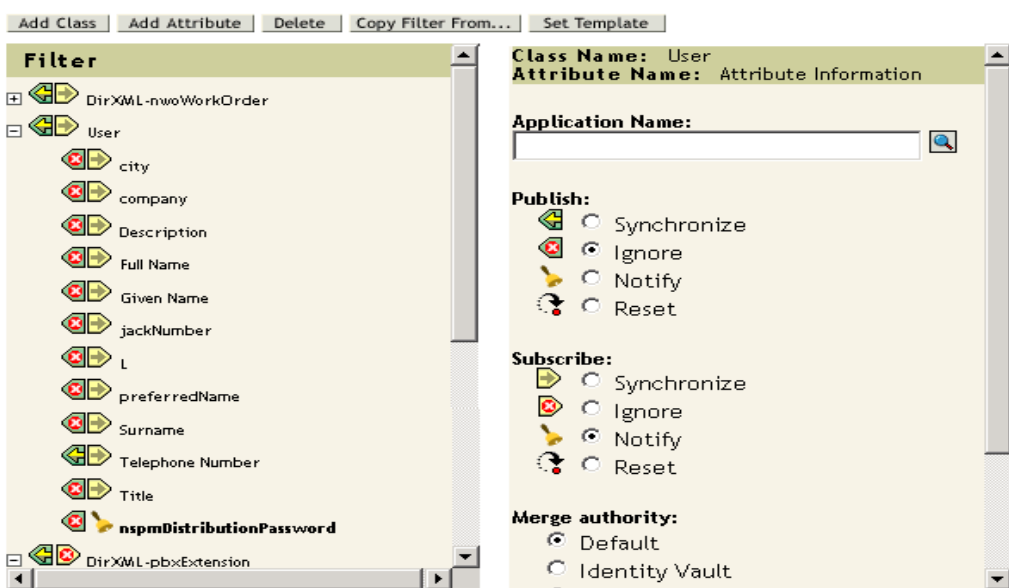 Add Class
Add Attribute
Delete
Copy Filter From...
Set Template
Filter
DirXML-nwoWorkOrder
User
city
company
Description
Full Name
Given Name
jackNumber
L
preferredName
Surname
Telephone Number
Title
nspmDistributionPassword
DirXML-pbxExtension
Class Name: User
Attribute Name: Attribute Information
Application Name:
Publish:
Synchronize
Ignore
Notify
Reset
Subscribe:
Synchronize
Ignore
Notify
Reset
Merge authority:
Default
Identity Vault